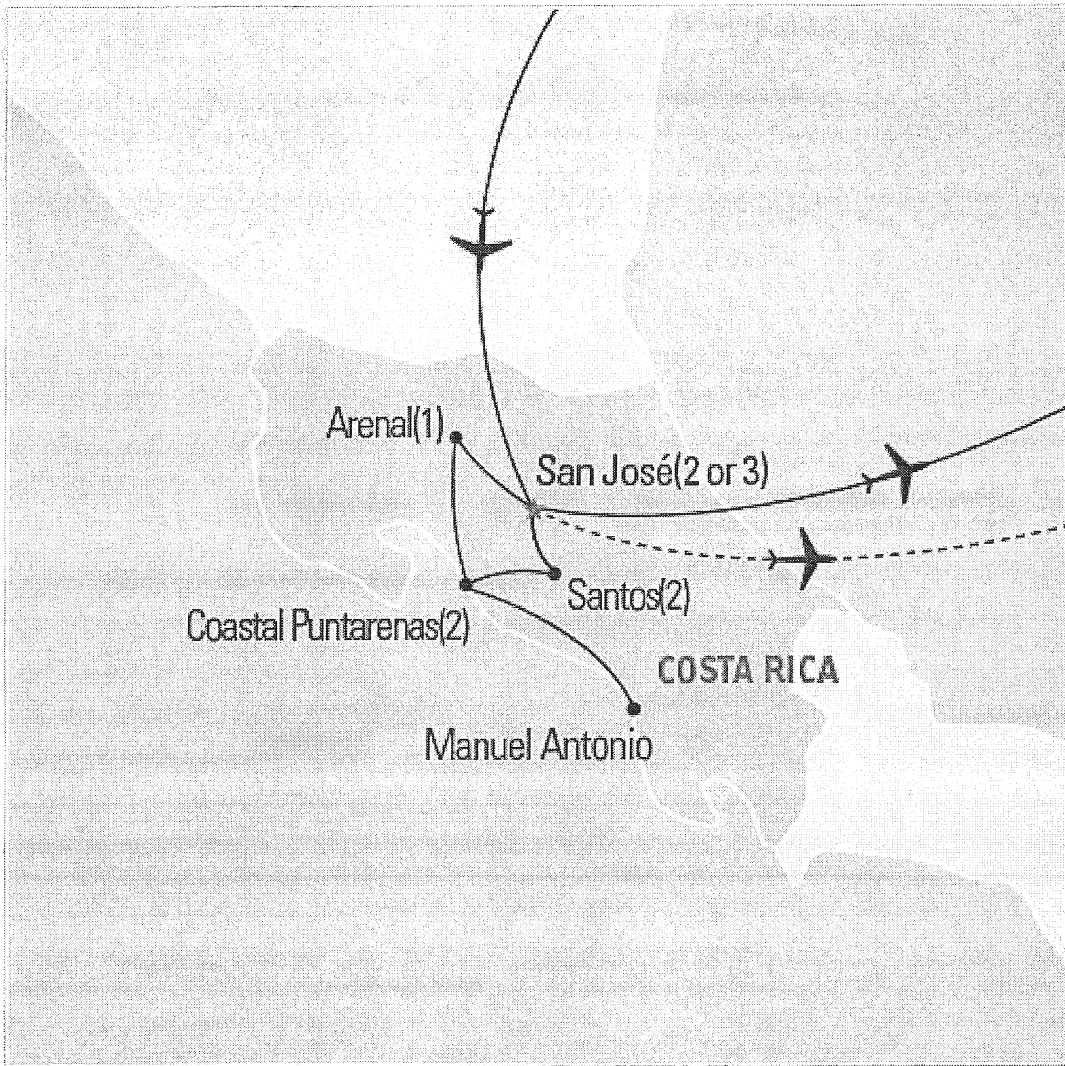 Arenal(1)
San José(2 or 3)
Santos(2)
Coastal Puntarenas(2)
COSTA RICA
Manuel Antonio